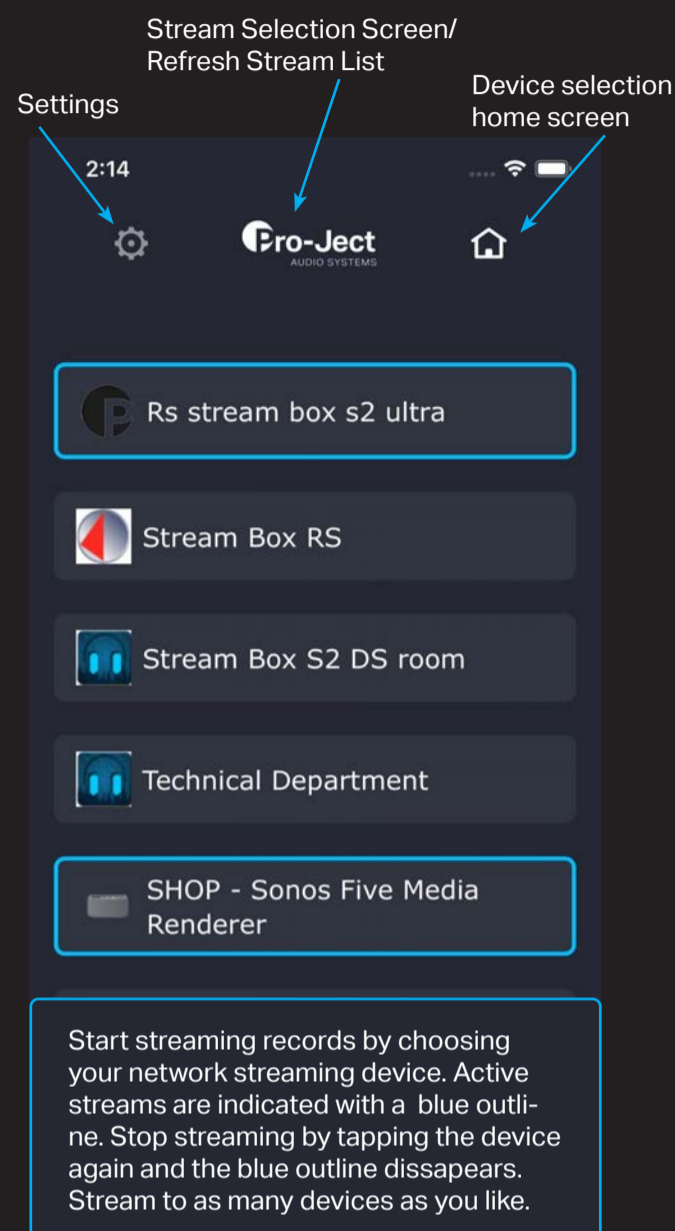 Stream Selection Screen/
Refresh Stream List
Device selection
home screen
Settings
2:14
Pro-Ject
AUDIO SYSTEMS
Rs stream box s2 ultra
Stream Box RS
Stream Box S2 DS room
Technical Department
SHOP - Sonos Five Media
Renderer
Start streaming records by choosing
your network streaming device. Active
streams are indicated with a  blue outli-
ne. Stop streaming by tapping the device
again and the blue outline dissapears.
Stream to as many devices as you like.